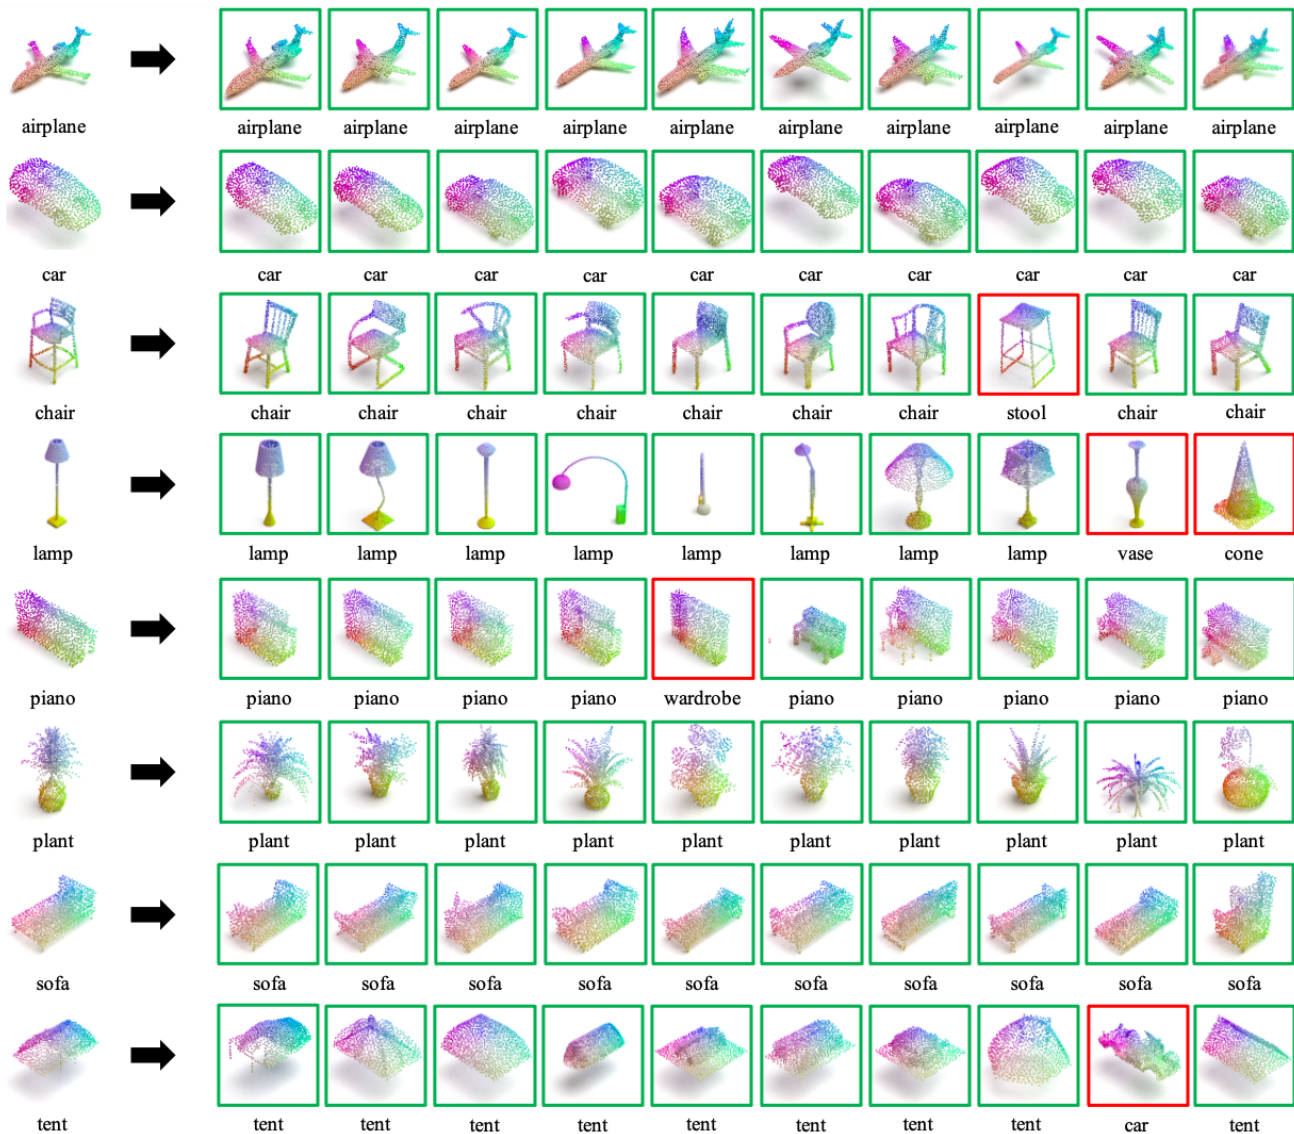 airplane airplane airplane airplane airplane airplane airplane airplane airplane airplane airplane
car car car car car car car car car car car
chair chair chair chair chair chair chair chair stool chair chair
lamp lamp lamp lamp lamp lamp lamp lamp lamp vase cone
piano piano piano piano piano wardrobe piano piano piano piano piano
plant plant plant plant plant plant plant plant plant plant plant
sofa sofa sofa sofa sofa sofa sofa sofa sofa sofa sofa
tent tent tent tent tent tent tent tent tent car tent